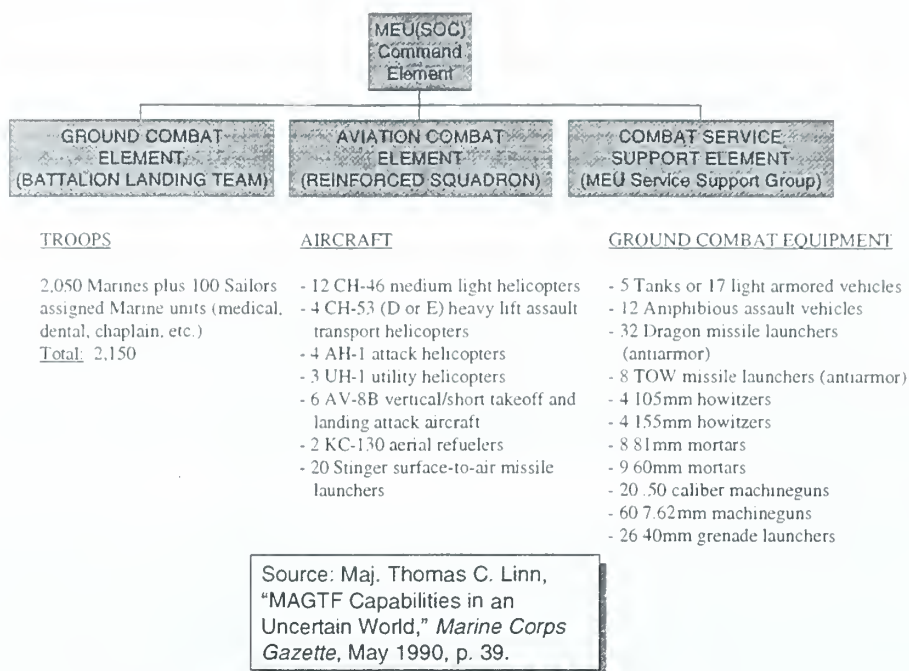 MEU(SOC)
Command
Element
GROUND COMBAT
ELEMENT
(BATTALION LANDING TEAM)
AVIATION COMBAT
ELEMENT
(REINFORCED SQUADRON)
COMBAT SERVICE
SUPPORT ELEMENT
(MEU Service Support Group)
TROOPS
2,050 Marines plus 100 Sailors
assigned Marine units (medical,
dental, chaplain, etc.)
Total: 2,150
AIRCRAFT
- 12 CH-46 medium light helicopters
- 4 CH-53 (D or E) heavy lift assault
transport helicopters
- 4 AH-1 attack helicopters
- 3 UH-1 utility helicopters
- 6 AV-8B vertical/short takeoff and
landing attack aircraft
- 2 KC-130 aerial refuelers
- 20 Stinger surface-to-air missile
launchers
GROUND COMBAT EQUIPMENT
- 5 Tanks or 17 light armored vehicles
- 12 Amphibious assault vehicles
- 32 Dragon missile launchers
(antiarmor)
- 8 TOW missile launchers (antiarmor)
- 4 105mm howitzers
- 4 155mm howitzers
- 8 81mm mortars
- 9 60mm mortars
- 20 .50 caliber machineguns
- 60 7.62mm machineguns
- 26 40mm grenade launchers
Source: Maj. Thomas C. Linn,
"MAGTF Capabilities in an
Uncertain World," Marine Corps
Gazette, May 1990, p. 39.